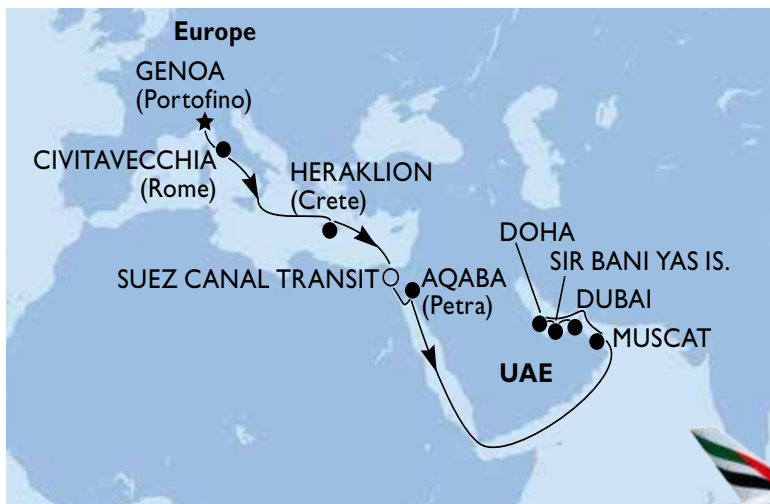 Europe
GENOA
(Portofino)
CIVITAVECCHIA
(Rome)
HERAKLION
(Crete)
DOHA
SIR BANI YAS IS.
SUEZ CANAL TRANSIT
AQABA
(Petra)
DUBAI
MUSCAT
UAE